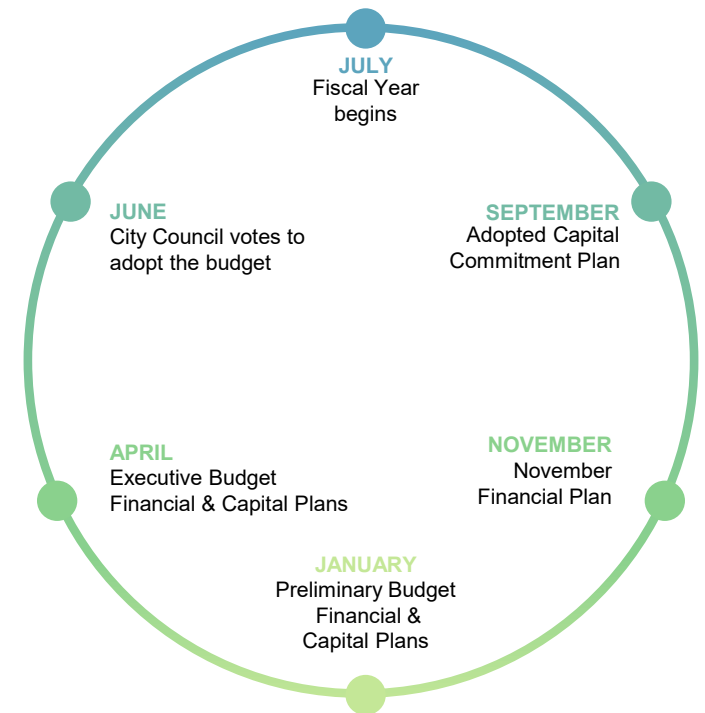 JULY
Fiscal Year
begins
SEPTEMBER
Adopted Capital
Commitment Plan
NOVEMBER
November
Financial Plan
JANUARY
Preliminary Budget
Financial &
Capital Plans
APRIL
Executive Budget
Financial & Capital Plans
JUNE
City Council votes to
adopt the budget